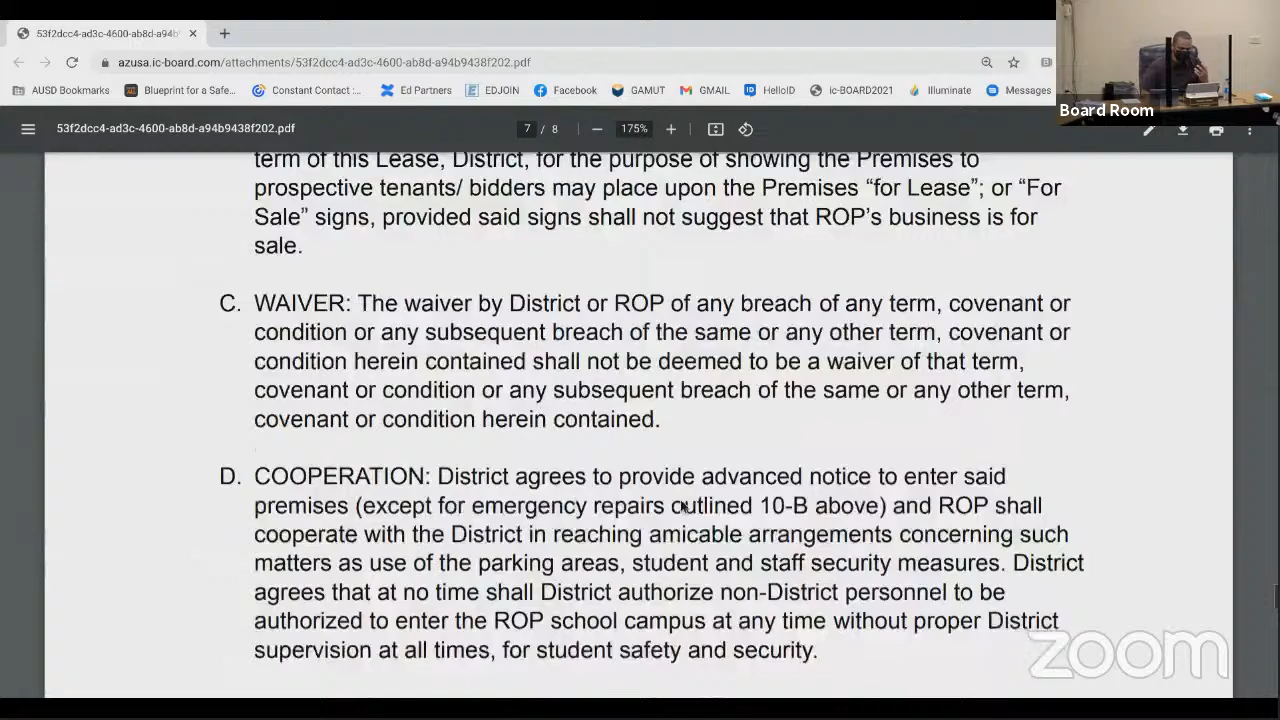 53f2dcc4-ad3c-4600-ab8d-a94b
azusa.ic-board.com/attachments/53f2dcc4-ad3c-4600-ab8d-a94b9438f202.pdf
AUSD Bookmarks Blueprint for a Safe... Constant Contact :... Ed Partners EDJOIN Facebook GAMUT GMAIL HelloID ic-BOARD2021 Illuminate Messages
Board Room
53f2dcc4-ad3c-4600-ab8d-a94b9438f202.pdf 7 / 8 175%
term of this Lease, District, for the purpose of showing the Premises to
prospective tenants/ bidders may place upon the Premises “for Lease”; or “For
Sale” signs, provided said signs shall not suggest that ROP’s business is for
sale.
C. WAIVER: The waiver by District or ROP of any breach of any term, covenant or
condition or any subsequent breach of the same or any other term, covenant or
condition herein contained shall not be deemed to be a waiver of that term,
covenant or condition or any subsequent breach of the same or any other term,
covenant or condition herein contained.
D. COOPERATION: District agrees to provide advanced notice to enter said
premises (except for emergency repairs outlined 10-B above) and ROP shall
cooperate with the District in reaching amicable arrangements concerning such
matters as use of the parking areas, student and staff security measures. District
agrees that at no time shall District authorize non-District personnel to be
authorized to enter the ROP school campus at any time without proper District
supervision at all times, for student safety and security.
zoom